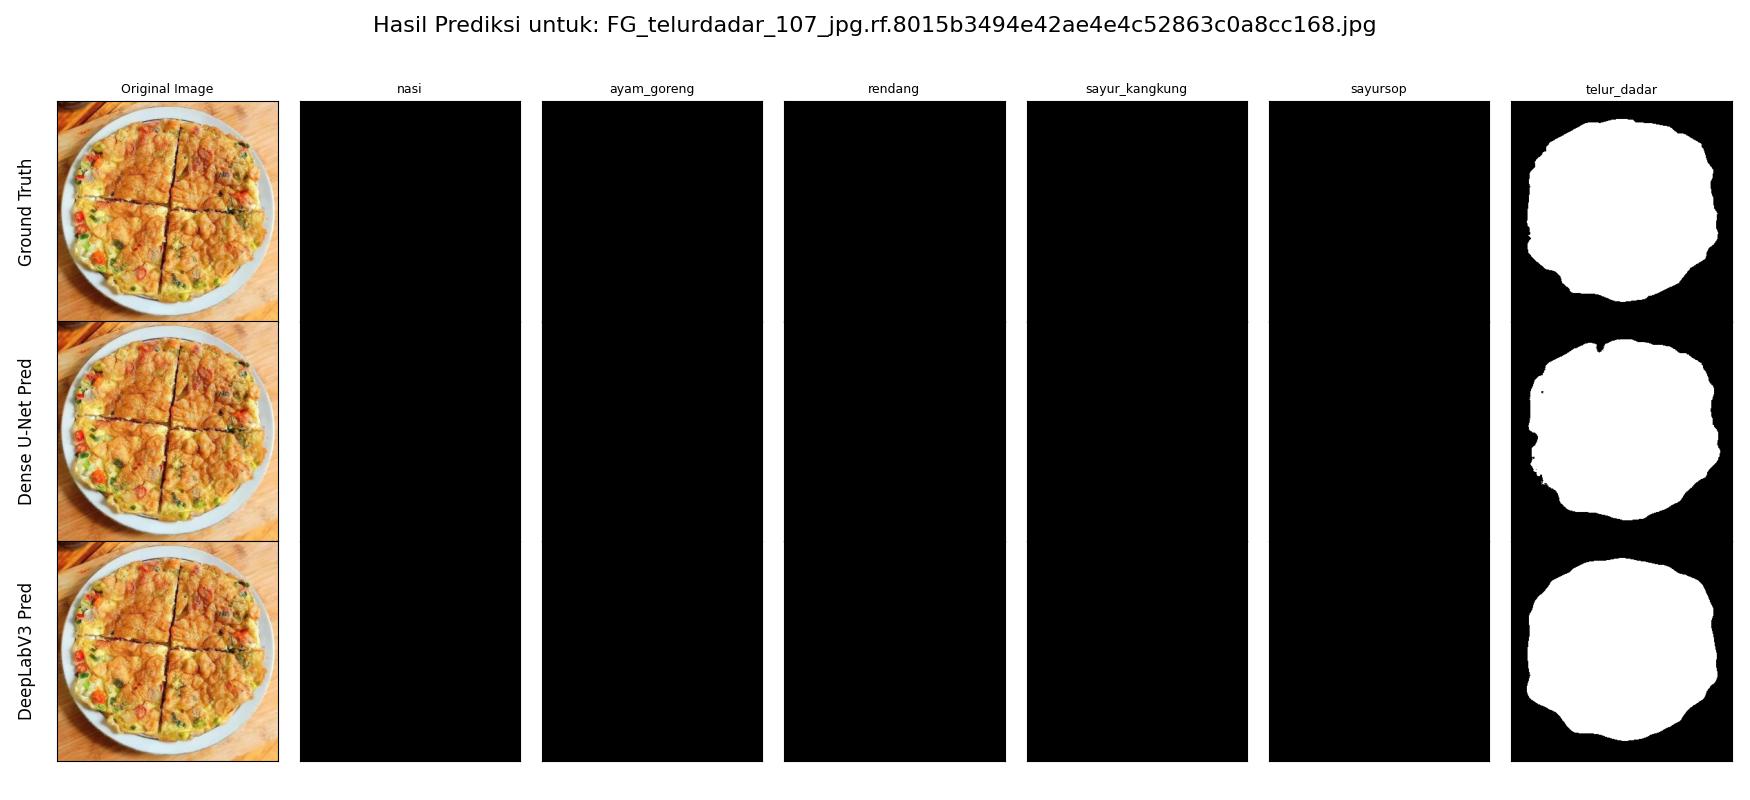 Hasil Prediksi untuk: FG_telurdadar_107_jpg.rf.8015b3494e42ae4e4c52863c0a8cc168.jpg
Original Image
nasi
ayam_goreng
rendang
sayur_kangkung
sayursop
telur_dadar
Ground Truth
Dense U-Net Pred
DeepLabV3 Pred